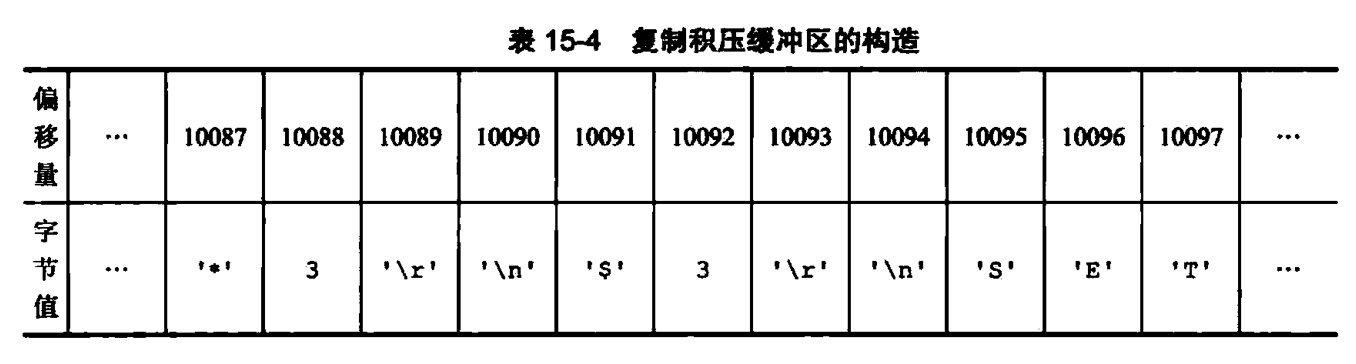 表 15-4 复制积压缓冲区的构造
偏移量 … 10087 10088 10089 10090 10091 10092 10093 10094 10095 10096 10097 …
字节值 … '*' 3 '\r' '\n' '$' 3 '\r' '\n' 'S' 'E' 'T' …